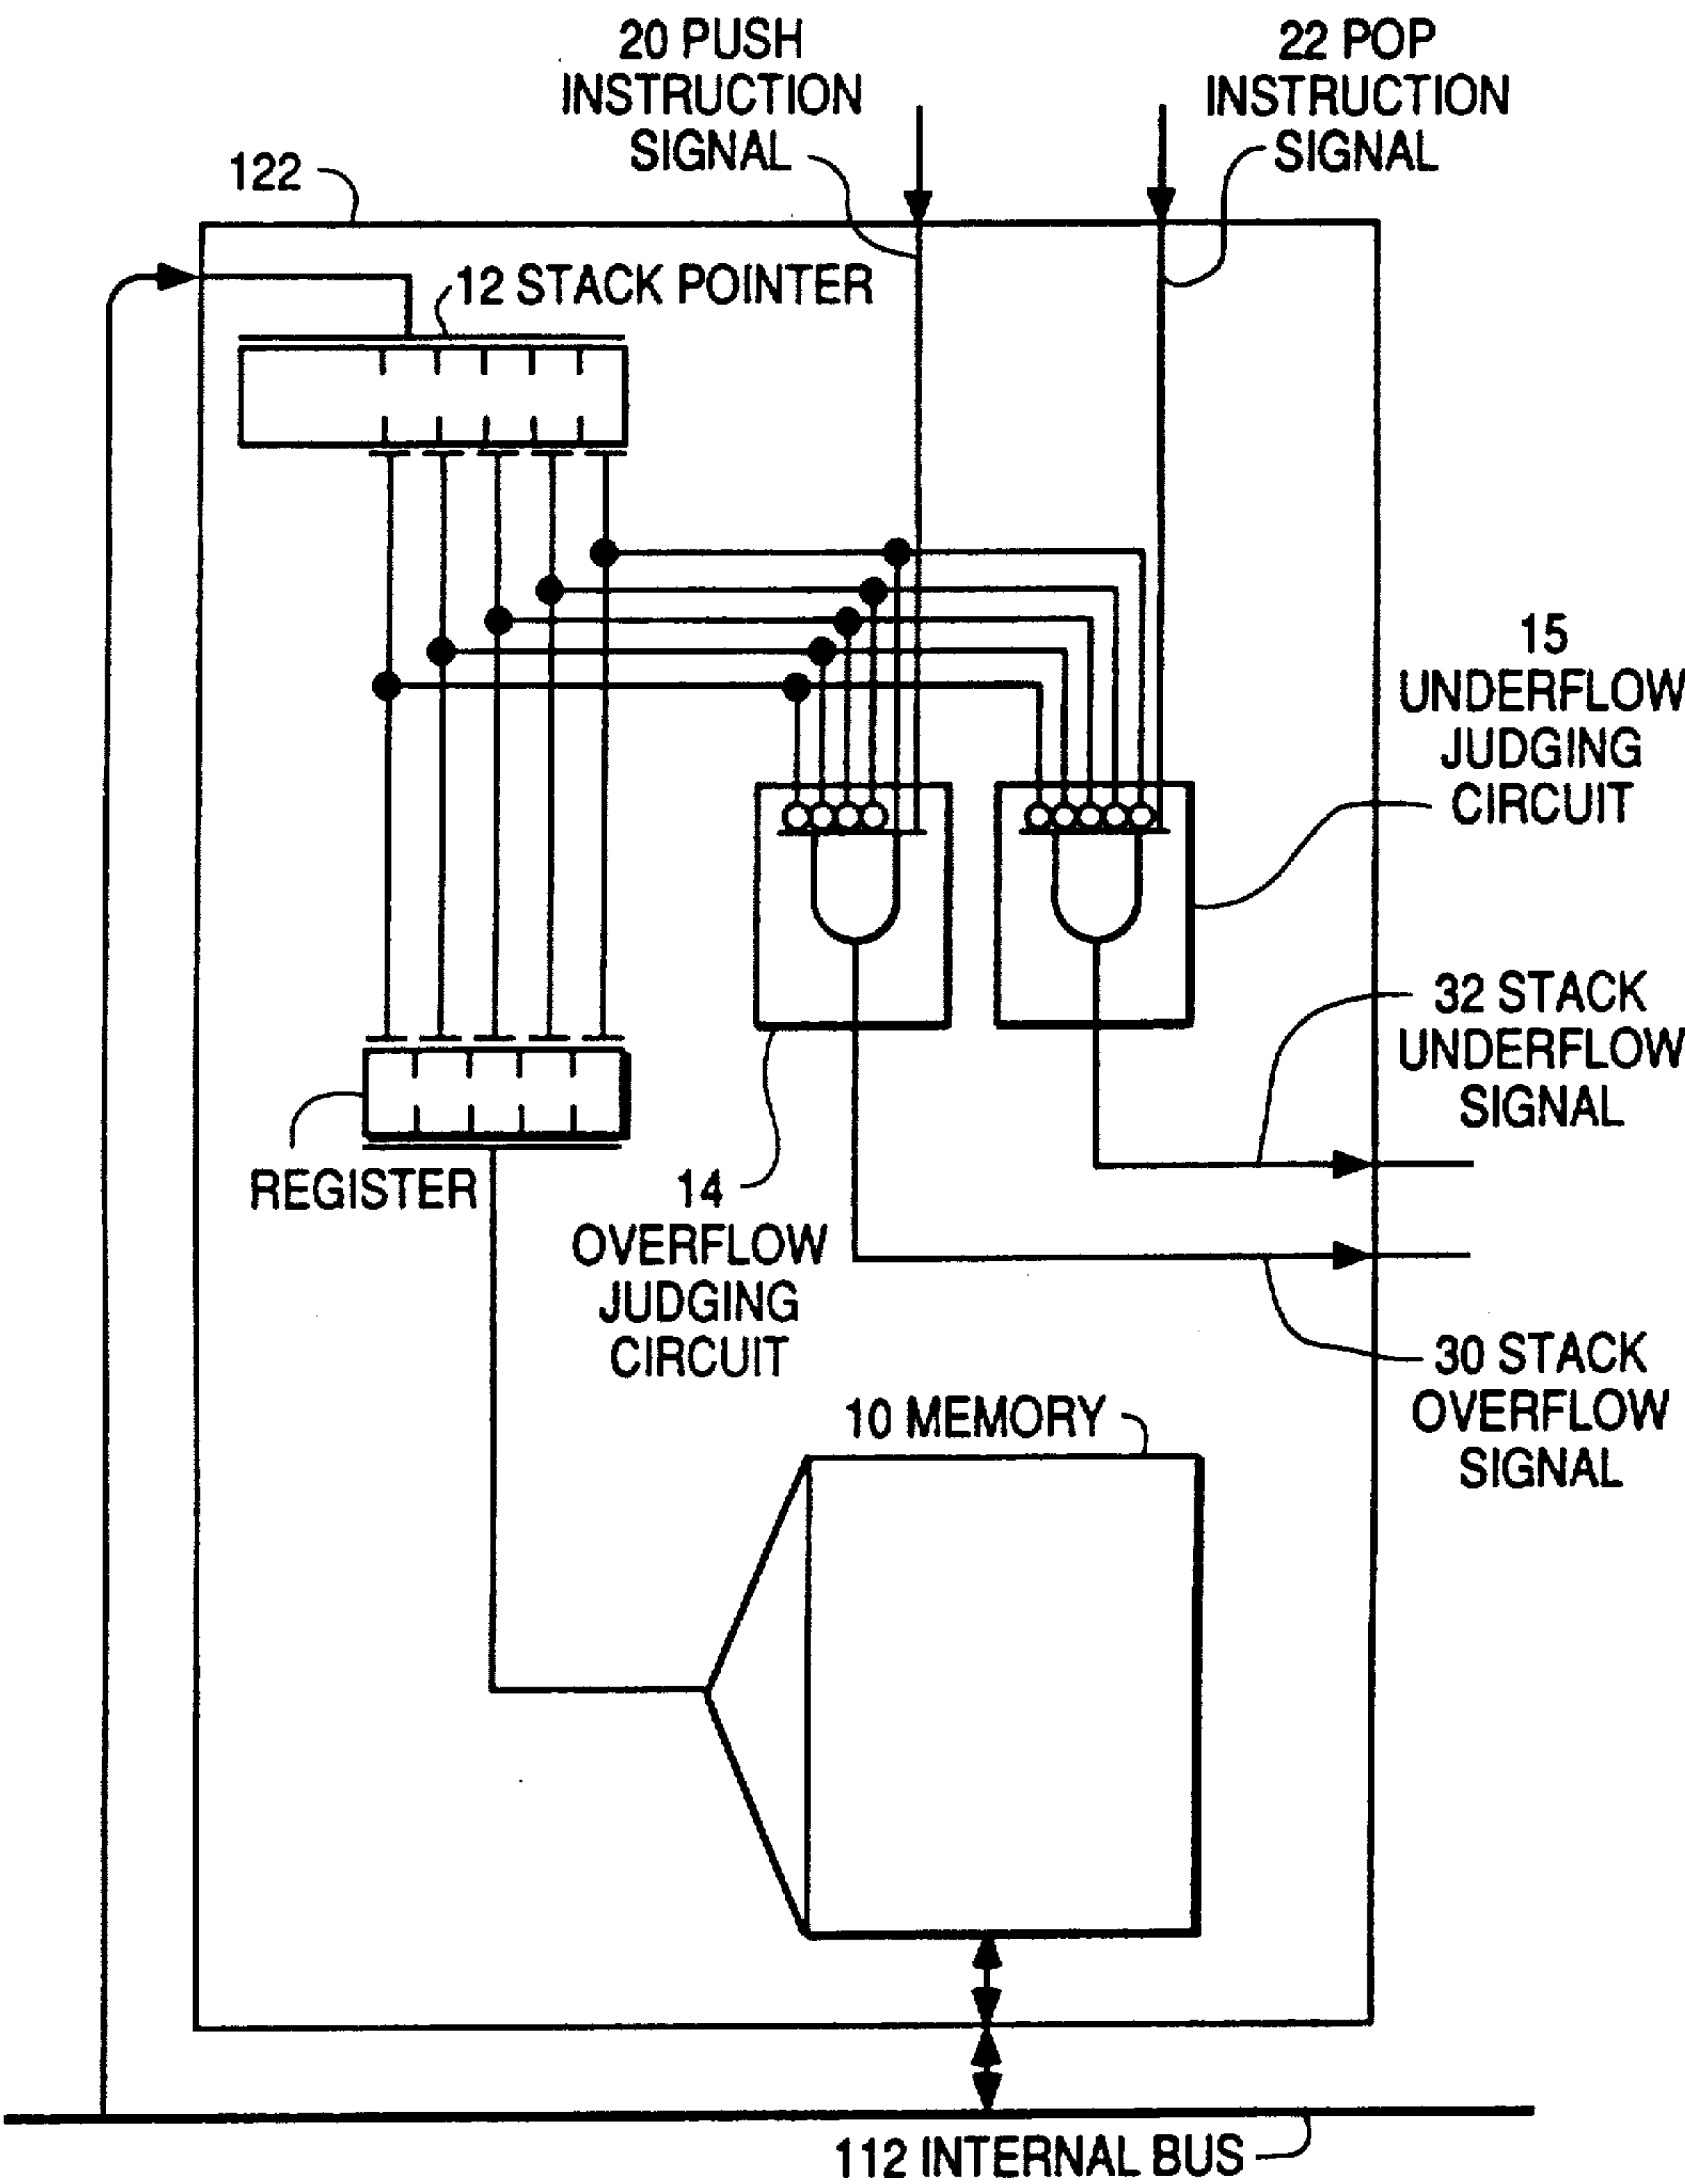 20 PUSH
INSTRUCTION
SIGNAL
22 POP
INSTRUCTION
SIGNAL
122
12 STACK POINTER
15
UNDERFLOW
JUDGING
CIRCUIT
32 STACK
UNDERFLOW
SIGNAL
REGISTER
14
OVERFLOW
JUDGING
CIRCUIT
30 STACK
OVERFLOW
SIGNAL
10 MEMORY
112 INTERNAL BUS